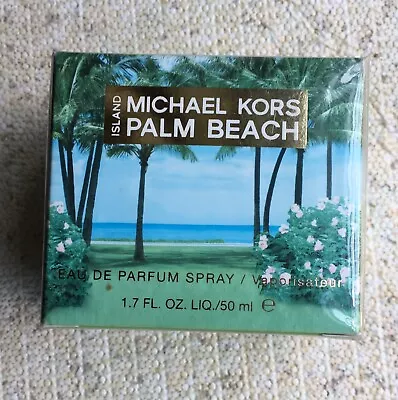 ISLAND
MICHAEL KORS
PALM BEACH
EAU DE PARFUM SPRAY / Vaporisateur
1.7 FL. OZ. LIQ./50 ml ℮